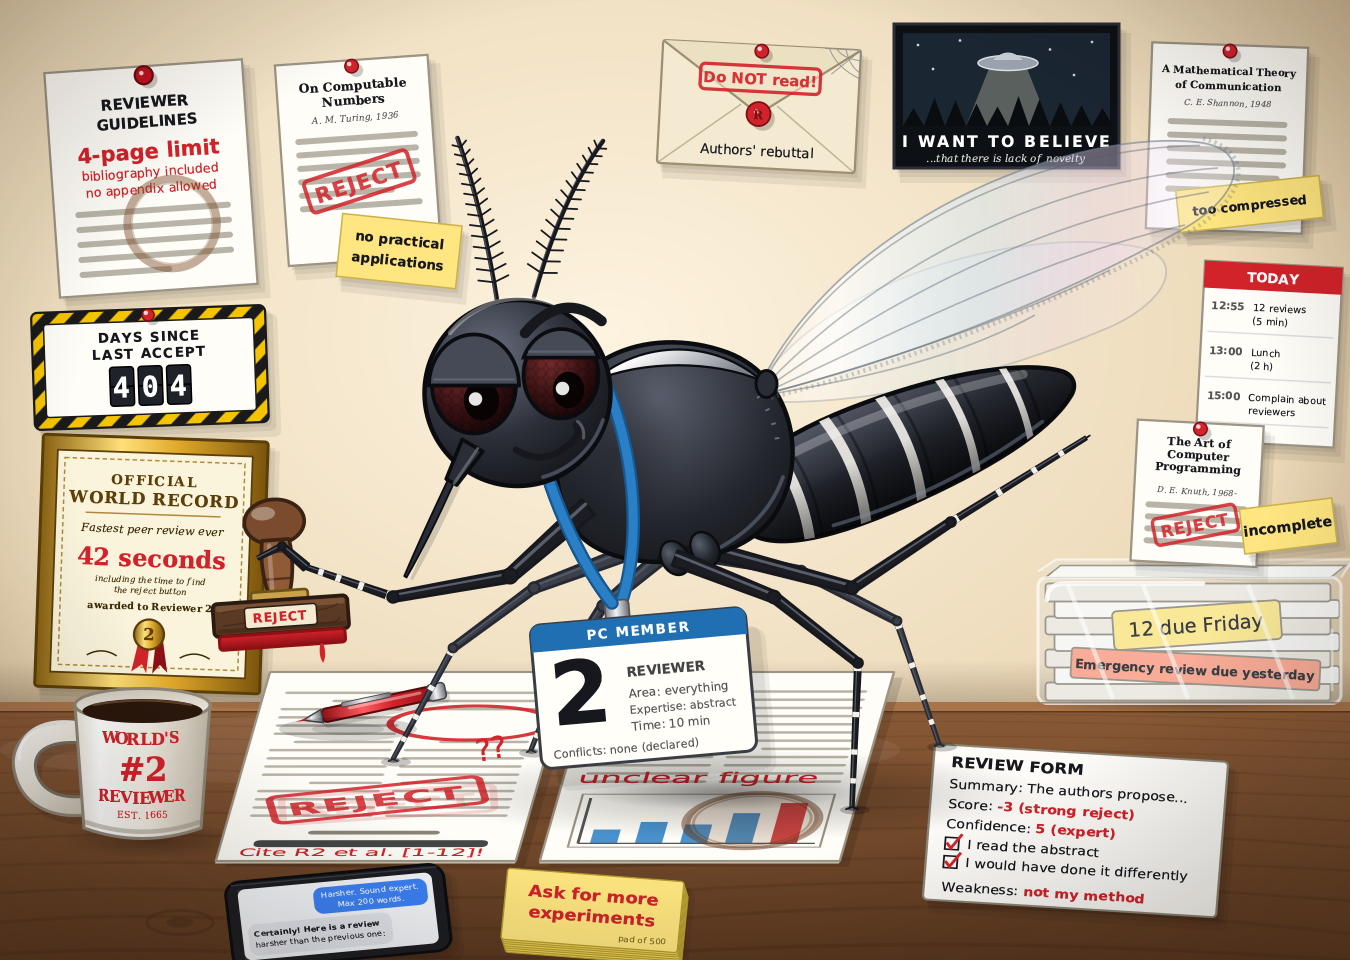 REVIEWER
GUIDELINES
4-page limit
bibliography included
no appendix allowed
On Computable
Numbers
A. M. Turing, 1936
REJECT
no practical
applications
Do NOT read!
R
Authors' rebuttal
I WANT TO BELIEVE
...that there is lack of novelty
A Mathematical Theory
of Communication
C. E. Shannon, 1948
too compressed
DAYS SINCE
LAST ACCEPT
404
TODAY
12:55 12 reviews
(5 min)
13:00 Lunch
(2 h)
15:00 Complain about
reviewers
The Art of
Computer
Programming
D. E. Knuth, 1968-
REJECT
incomplete
OFFICIAL
WORLD RECORD
Fastest peer review ever
42 seconds
including the time to find
the reject button
awarded to Reviewer 2
2
REJECT
12 due Friday
Emergency review due yesterday
PC MEMBER
2
REVIEWER
Area: everything
Expertise: abstract
Time: 10 min
Conflicts: none (declared)
WORLD'S
#2
REVIEWER
EST. 1665
??
REJECT
Cite R2 et al. [1-12]!
unclear figure
REVIEW FORM
Summary: The authors propose...
Score: -3 (strong reject)
Confidence: 5 (expert)
I read the abstract
I would have done it differently
Weakness: not my method
Harsher. Sound expert.
Max 200 words.
Certainly! Here is a review
harsher than the previous one:
Ask for more
experiments
pad of 500